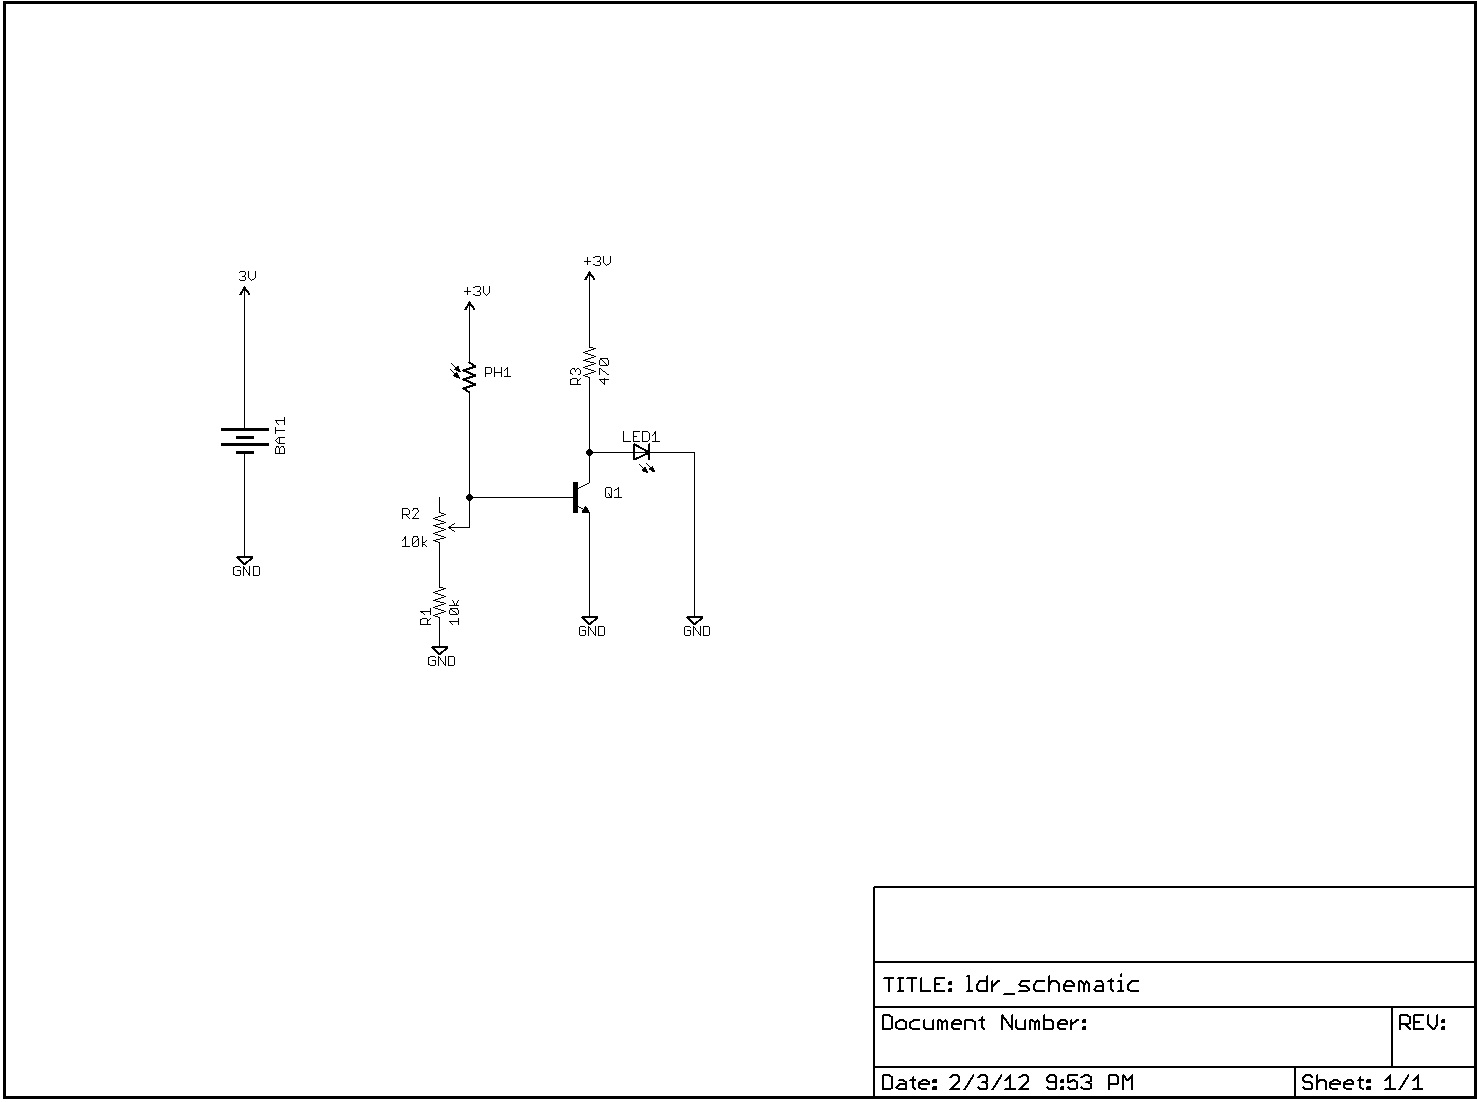 +3V
3V
+3V
PH1
R3
470
BAT1
LED1
Q1
R2
10k
R1
10k
GND
GND
GND
GND
TITLE: ldr_schematic
Document Number:
REV:
Date: 2/3/12 9:53 PM
Sheet: 1/1